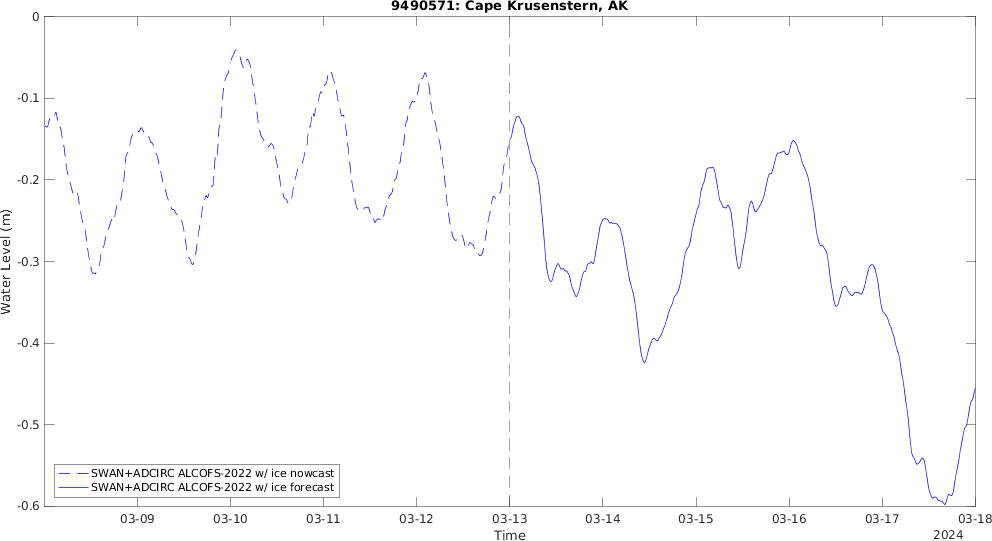 9490571: Cape Krusenstern, AK
0
-0.1
-0.2
-0.3
-0.4
-0.5
-0.6
Water Level (m)
SWAN+ADCIRC ALCOFS-2022 w/ ice nowcast
SWAN+ADCIRC ALCOFS-2022 w/ ice forecast
03-09 03-10 03-11 03-12 03-13 03-14 03-15 03-16 03-17 03-18
Time
2024